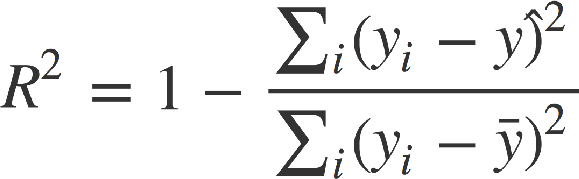 R² = 1 − ∑ᵢ(yᵢ − ŷ)² / ∑ᵢ(yᵢ − ȳ)²